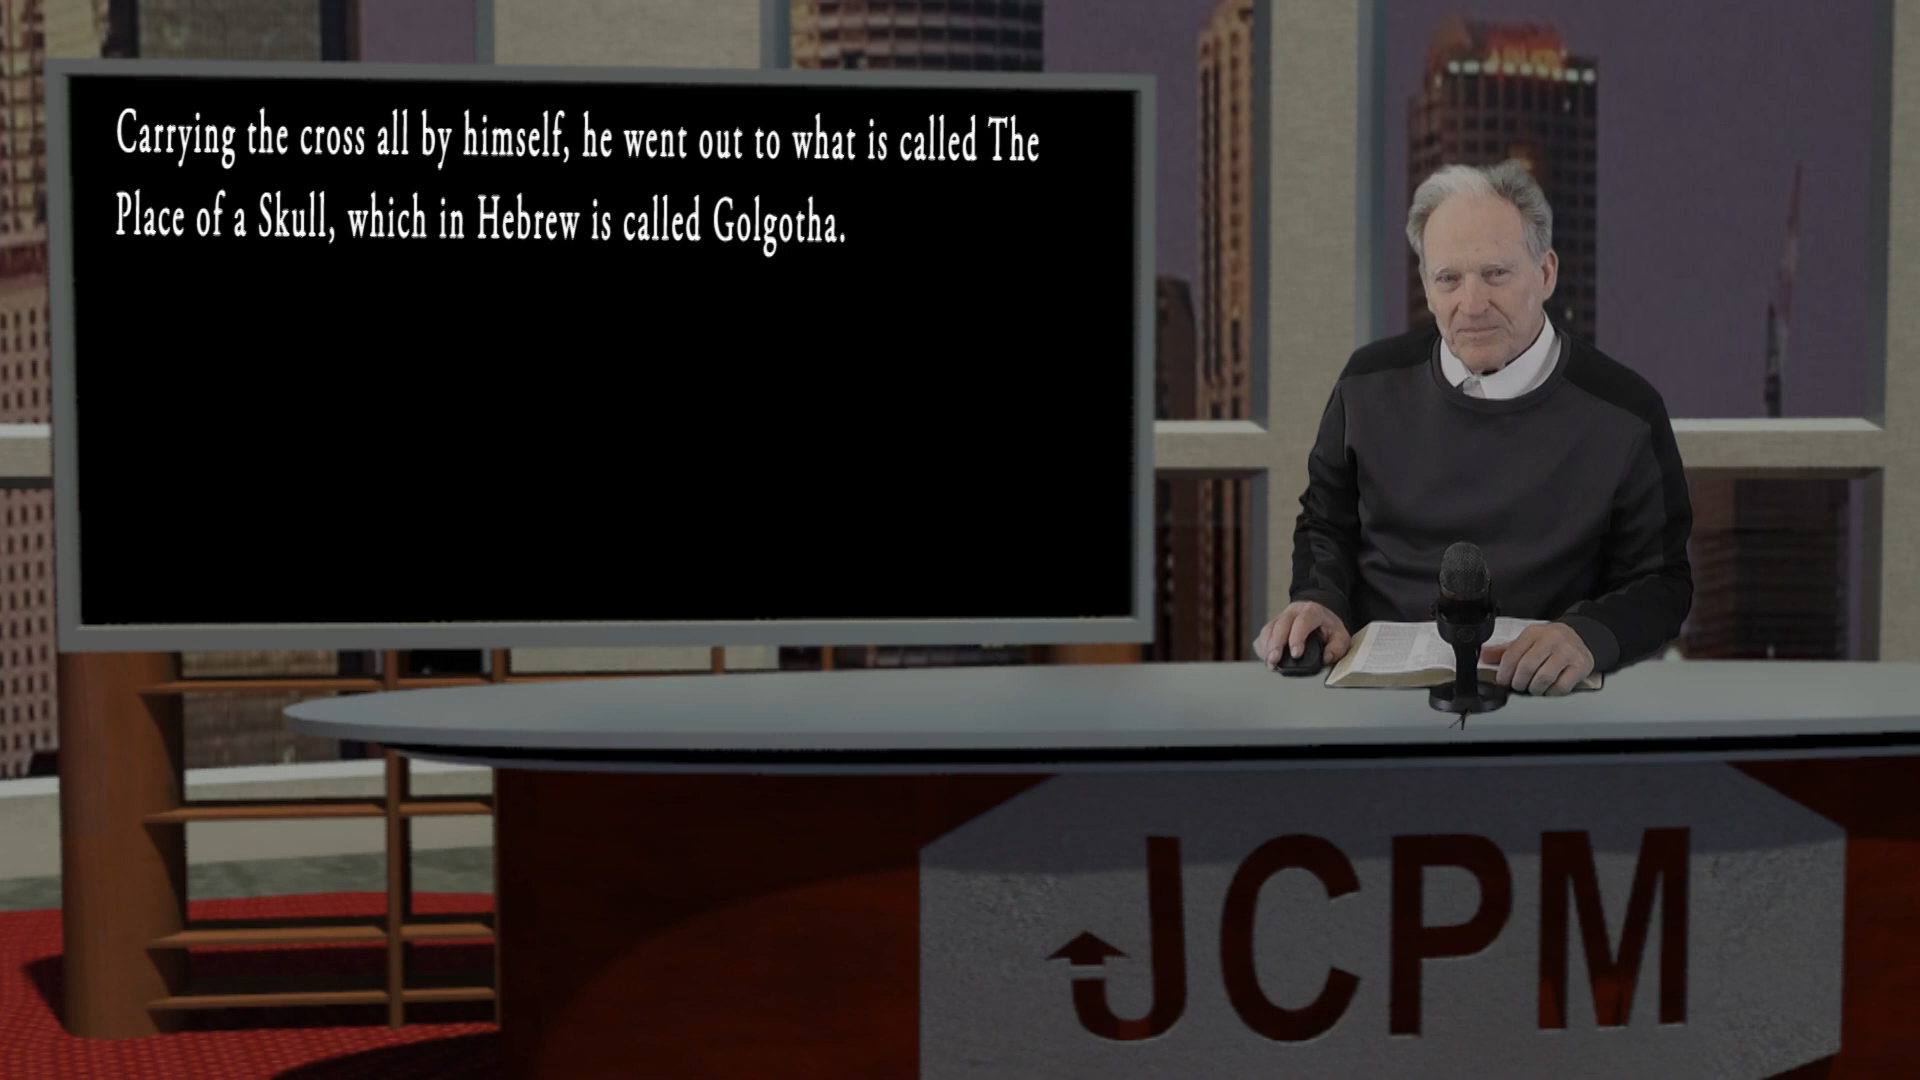 Carrying the cross all by himself, he went out to what is called The
Place of a Skull, which in Hebrew is called Golgotha.
JCPM